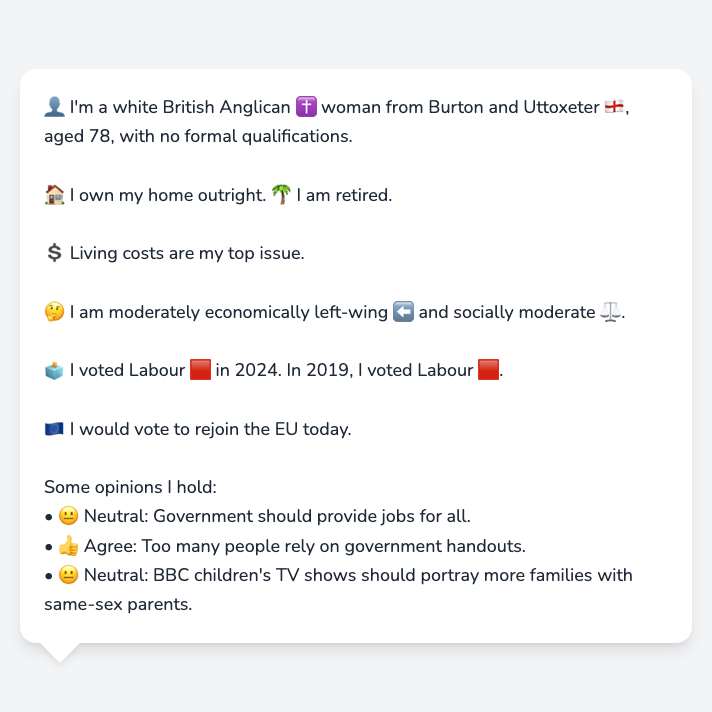 👤 I'm a white British Anglican ✝️ woman from Burton and Uttoxeter 🏴󠁧󠁢󠁥󠁮󠁧󠁿,
aged 78, with no formal qualifications.
🏠 I own my home outright. 🌴 I am retired.
💲 Living costs are my top issue.
🤔 I am moderately economically left-wing ⬅️ and socially moderate ⚖️.
🗳️ I voted Labour 🟥 in 2024. In 2019, I voted Labour 🟥.
🇪🇺 I would vote to rejoin the EU today.
Some opinions I hold:
• 😐 Neutral: Government should provide jobs for all.
• 👍 Agree: Too many people rely on government handouts.
• 😐 Neutral: BBC children's TV shows should portray more families with
same-sex parents.